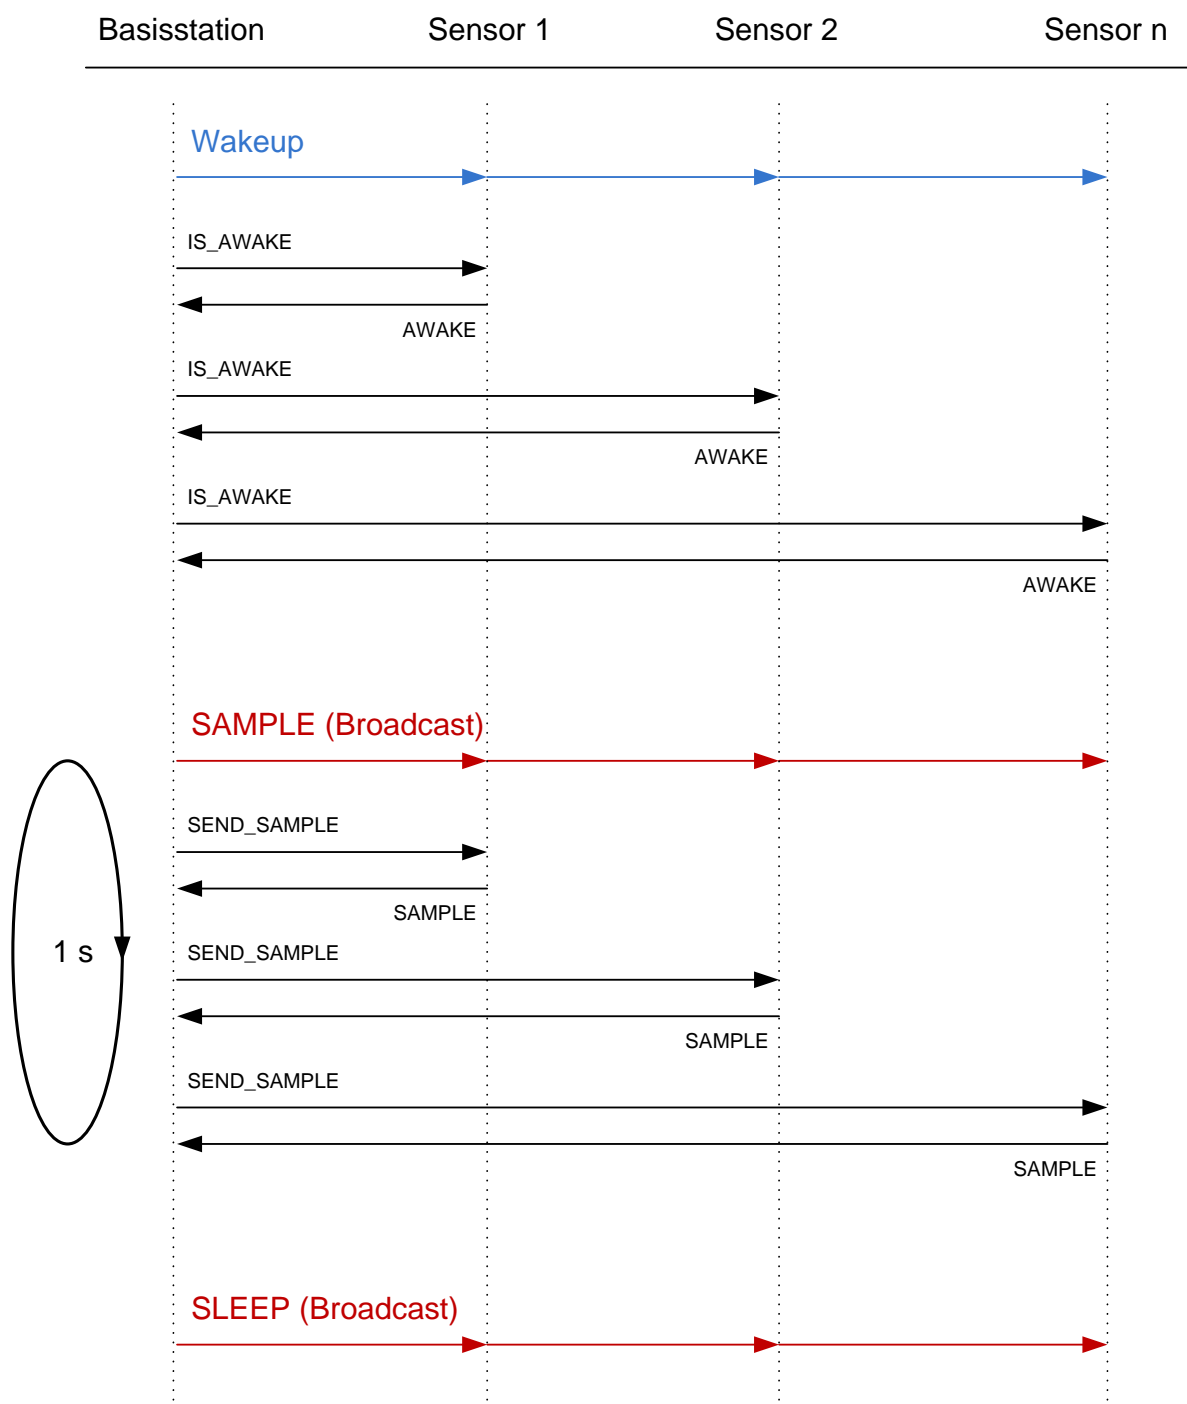 Basisstation Sensor 1 Sensor 2 Sensor n
Wakeup
IS_AWAKE
AWAKE
IS_AWAKE
AWAKE
IS_AWAKE
AWAKE
SAMPLE (Broadcast)
SEND_SAMPLE
SAMPLE
1 s
SEND_SAMPLE
SAMPLE
SEND_SAMPLE
SAMPLE
SLEEP (Broadcast)